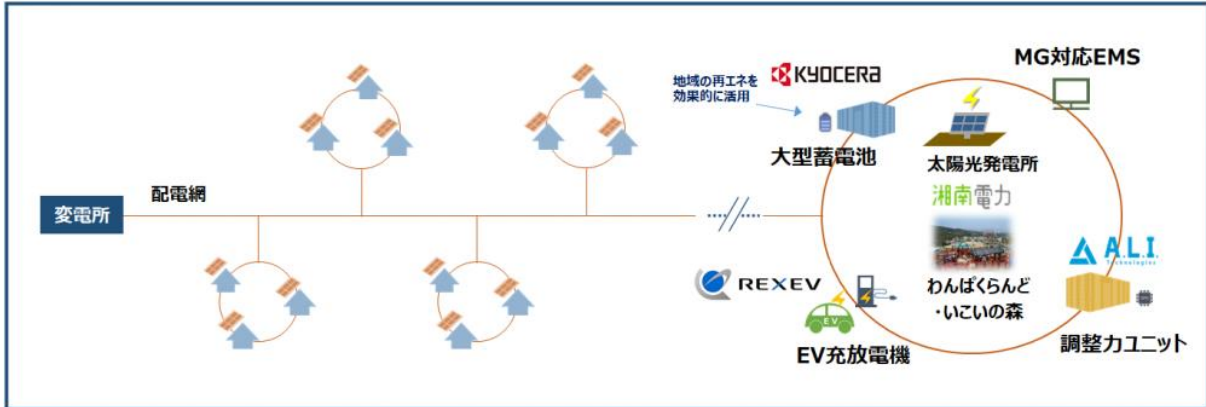 MG対応EMS
KYOCERA
地域の再エネを
効果的に活用
大型蓄電池
太陽光発電所
湘南電力
配電網
変電所
A.L.I.
Technologies
REXEV
わんぱくらんど
・いこいの森
EV
EV充放電機
調整力ユニット